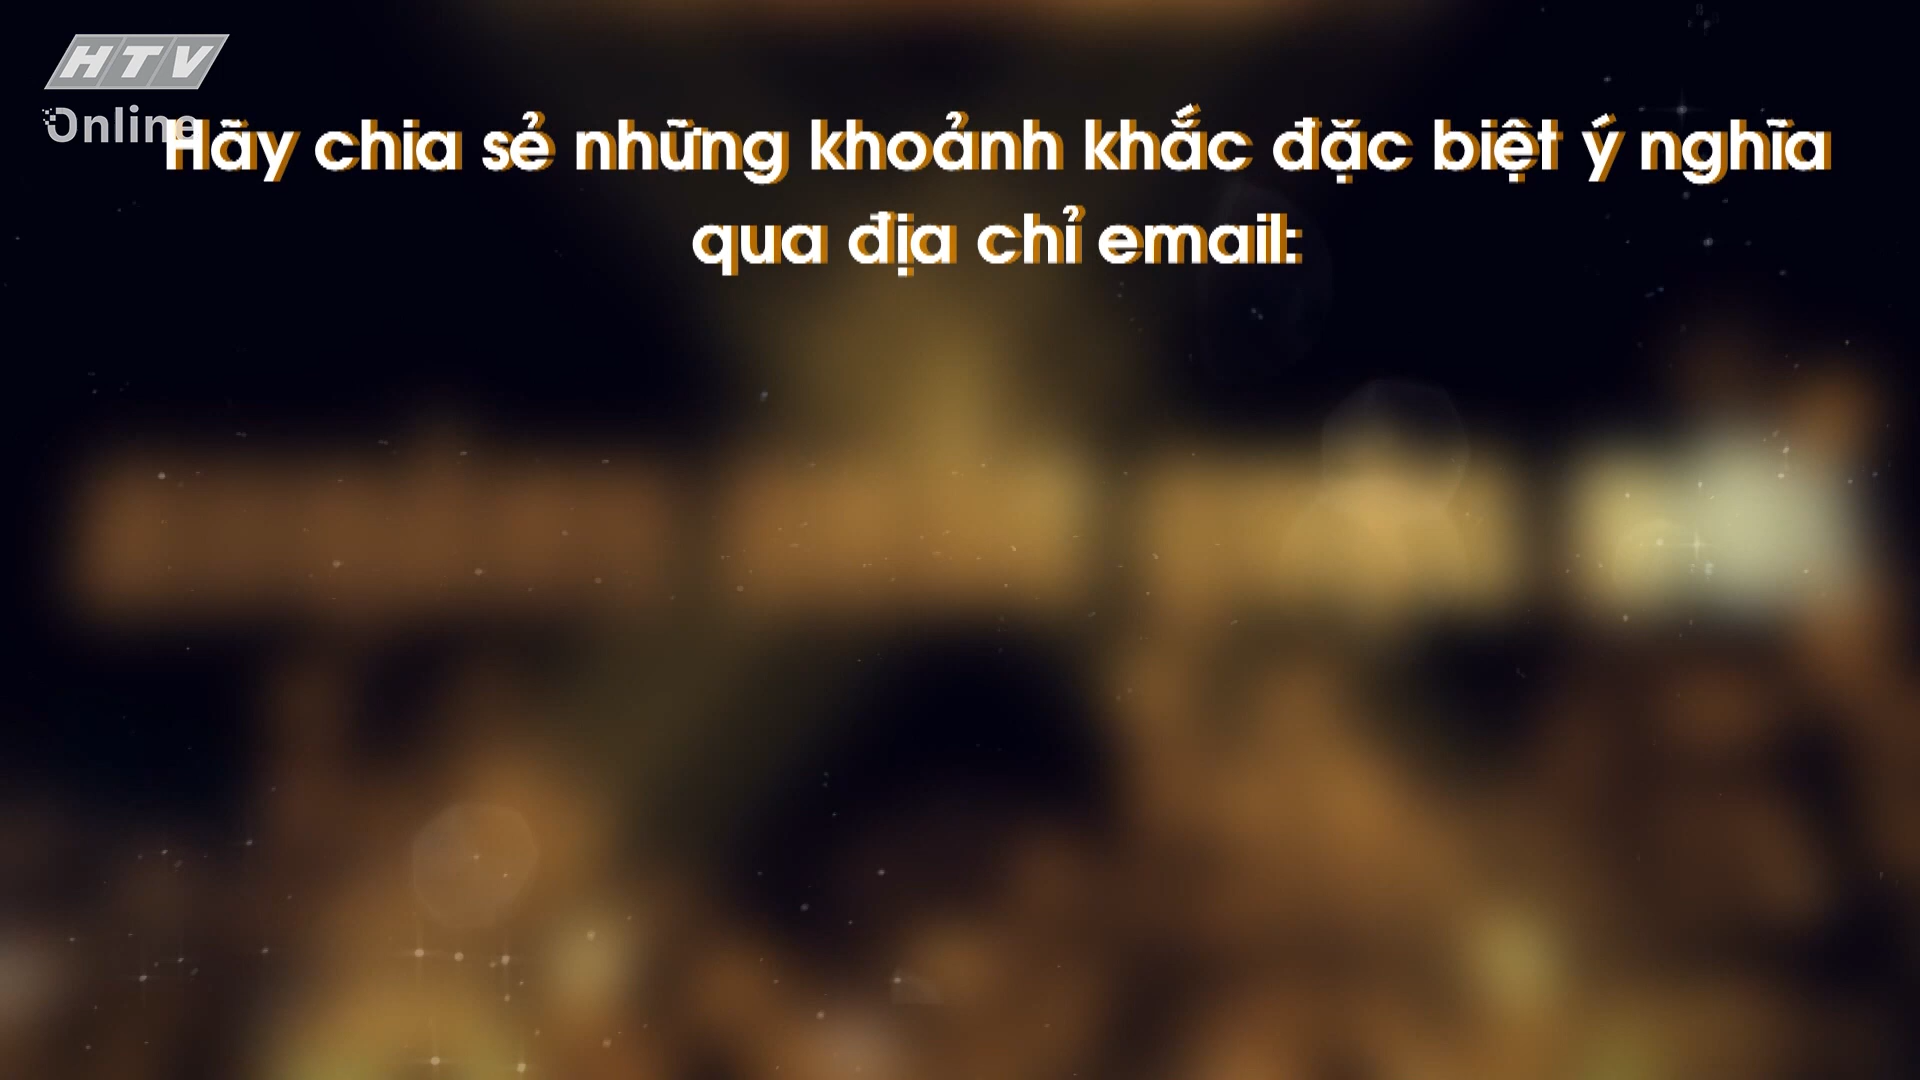 HTV
Online
Hãy chia sẻ những khoảnh khắc đặc biệt ý nghĩa
qua địa chỉ email: